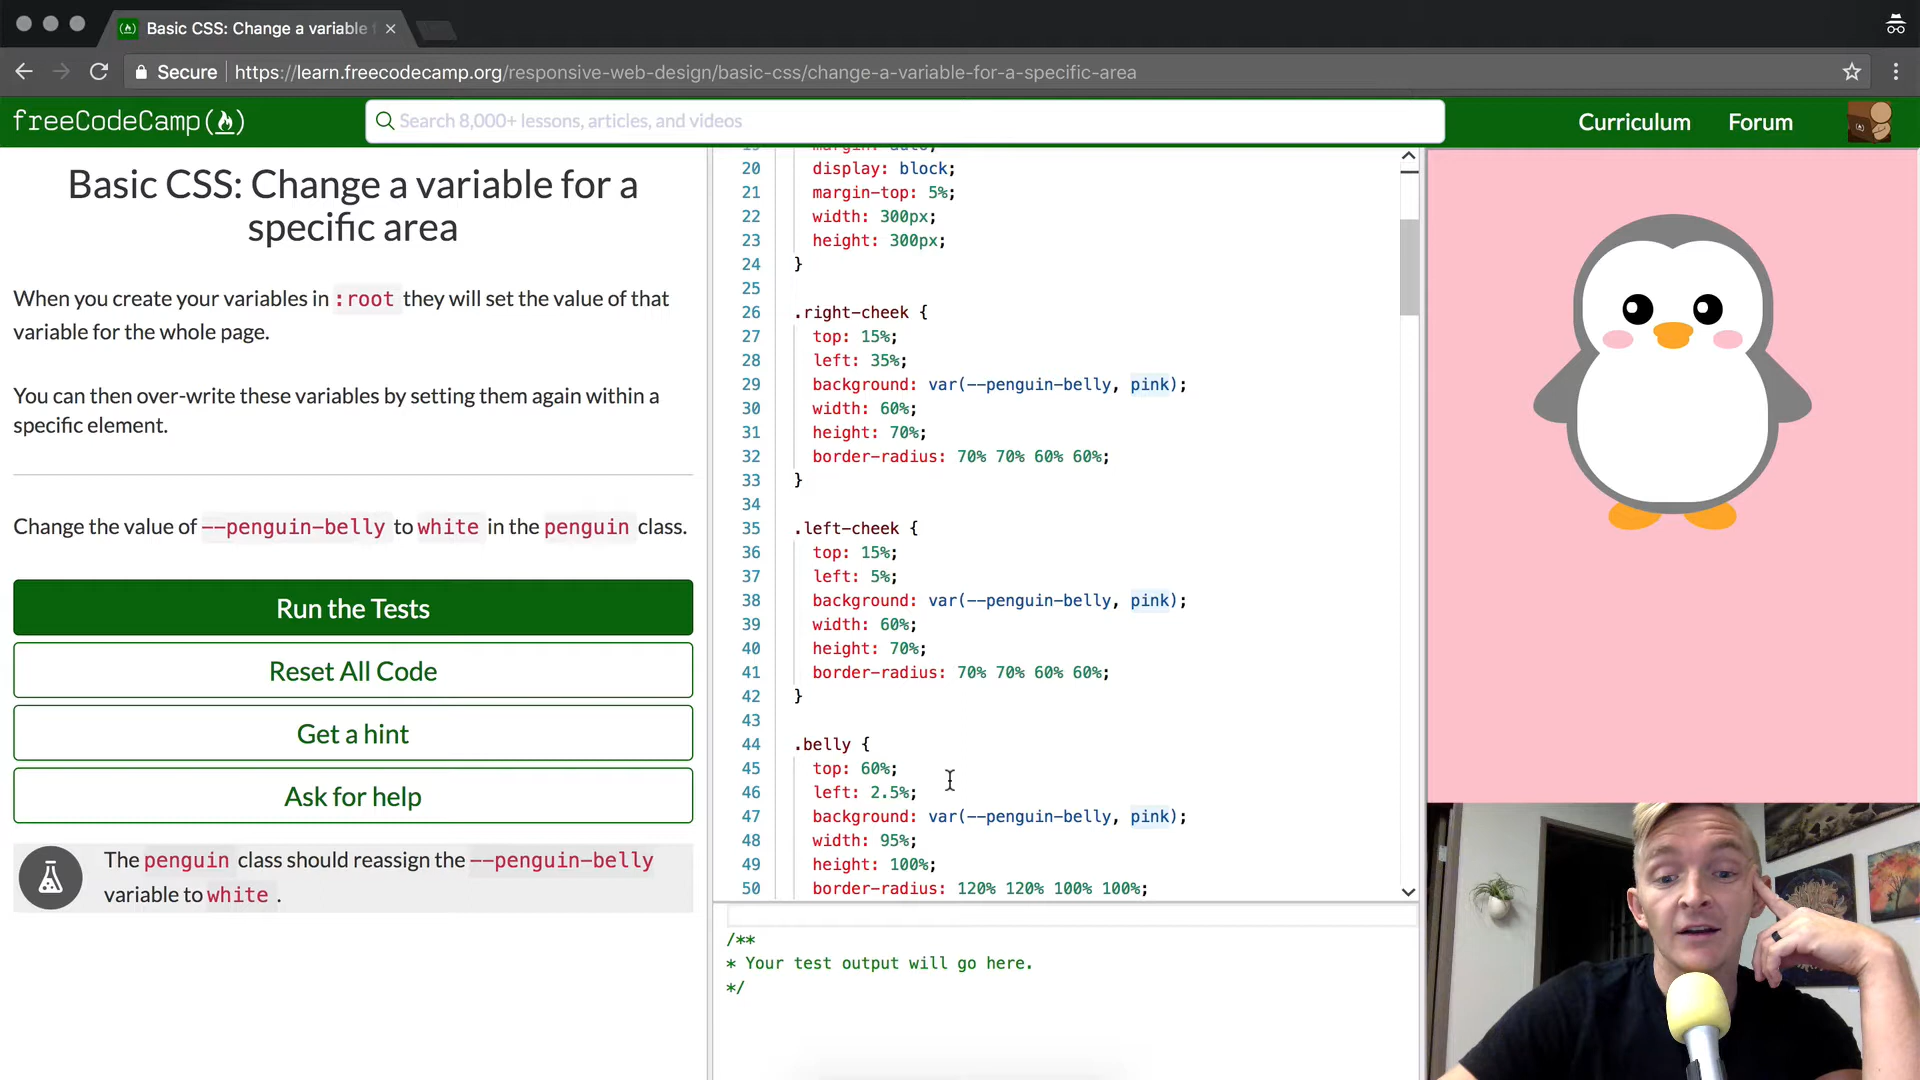 Basic CSS: Change a variable
Secure
https://learn.freecodecamp.org/responsive-web-design/basic-css/change-a-variable-for-a-specific-area
freeCodeCamp
Search 8,000+ lessons, articles, and videos
Curriculum
Forum
Basic CSS: Change a variable for a
specific area
When you create your variables in :root they will set the value of that
variable for the whole page.
You can then over-write these variables by setting them again within a
specific element.
Change the value of --penguin-belly to white in the penguin class.
Run the Tests
Reset All Code
Get a hint
Ask for help
The penguin class should reassign the --penguin-belly
variable to white .
19 margin: auto;
20 display: block;
21 margin-top: 5%;
22 width: 300px;
23 height: 300px;
24 }
25
26 .right-cheek {
27 top: 15%;
28 left: 35%;
29 background: var(--penguin-belly, pink);
30 width: 60%;
31 height: 70%;
32 border-radius: 70% 70% 60% 60%;
33 }
34
35 .left-cheek {
36 top: 15%;
37 left: 5%;
38 background: var(--penguin-belly, pink);
39 width: 60%;
40 height: 70%;
41 border-radius: 70% 70% 60% 60%;
42 }
43
44 .belly {
45 top: 60%;
46 left: 2.5%;
47 background: var(--penguin-belly, pink);
48 width: 95%;
49 height: 100%;
50 border-radius: 120% 120% 100% 100%;
/**
* Your test output will go here.
*/